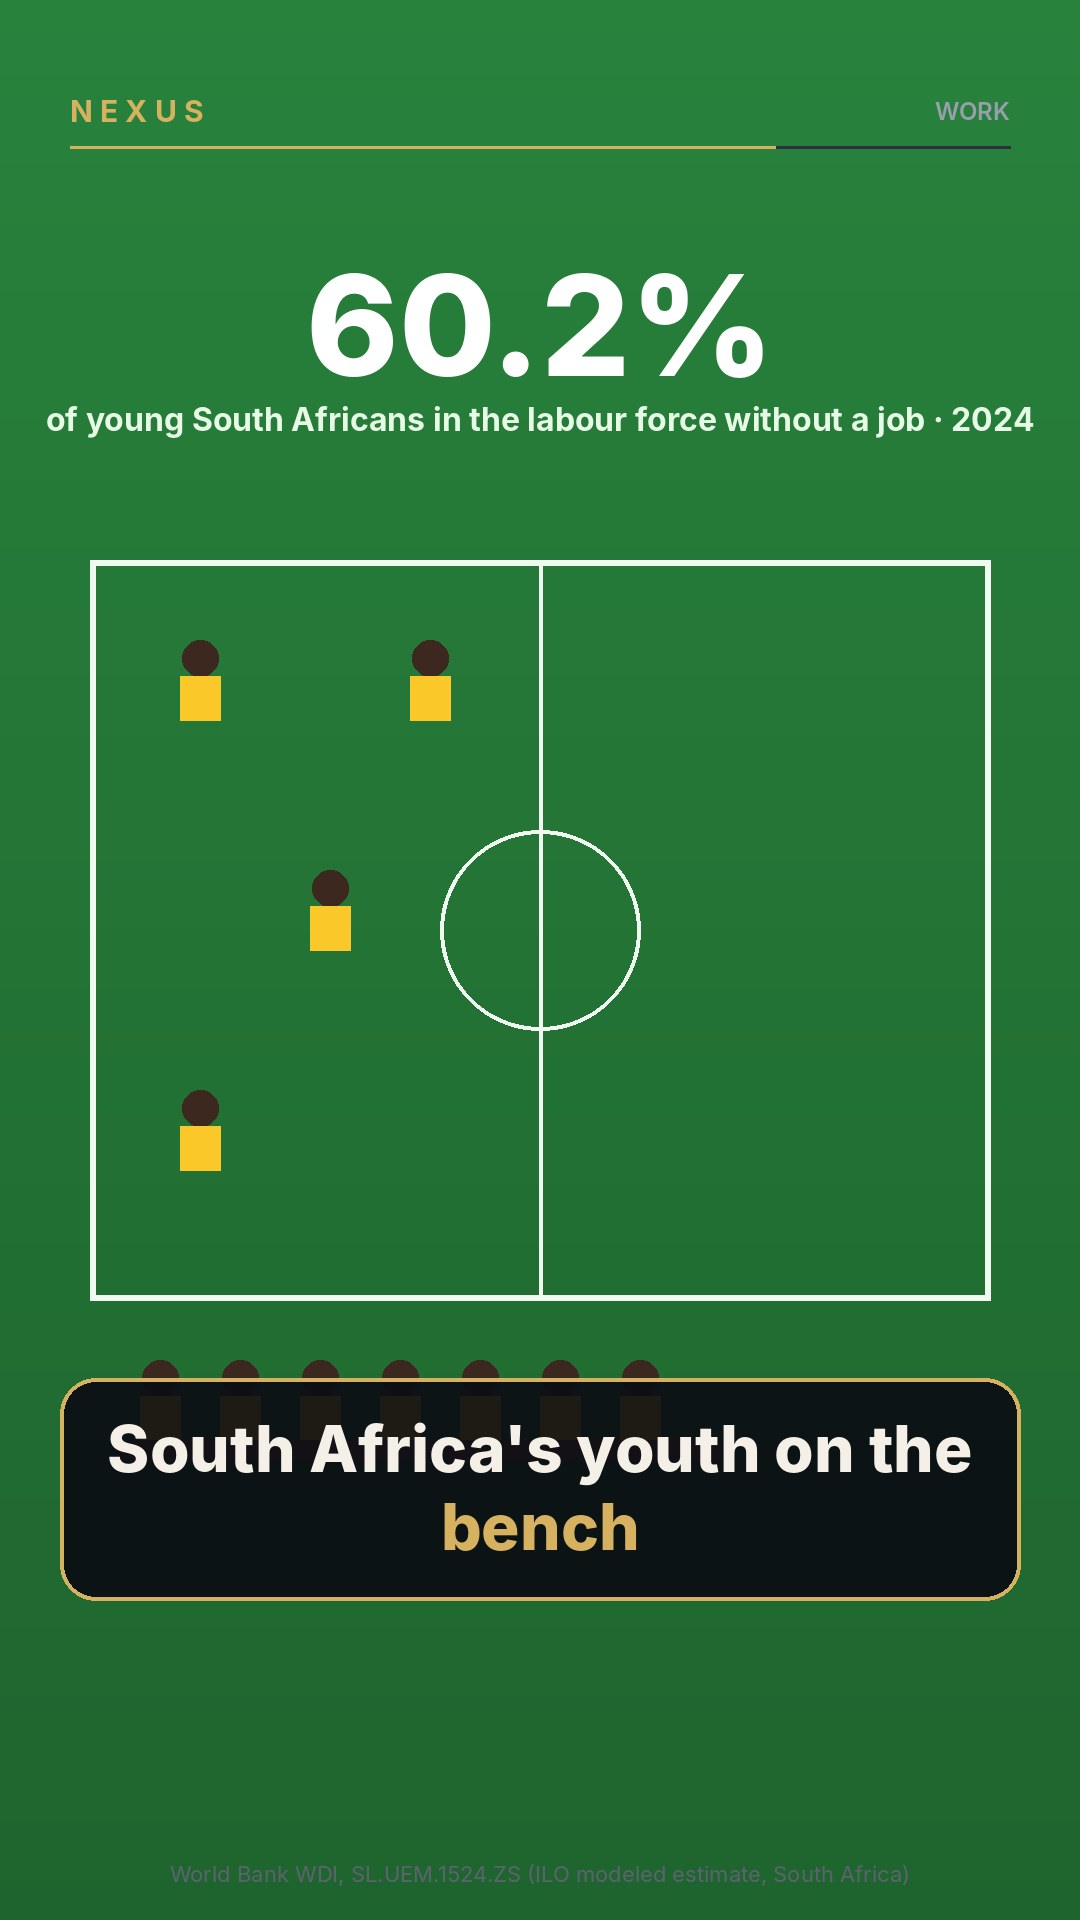 NEXUS
WORK
60.2%
of young South Africans in the labour force without a job · 2024
South Africa's youth on the
bench
World Bank WDI, SL.UEM.1524.ZS (ILO modeled estimate, South Africa)